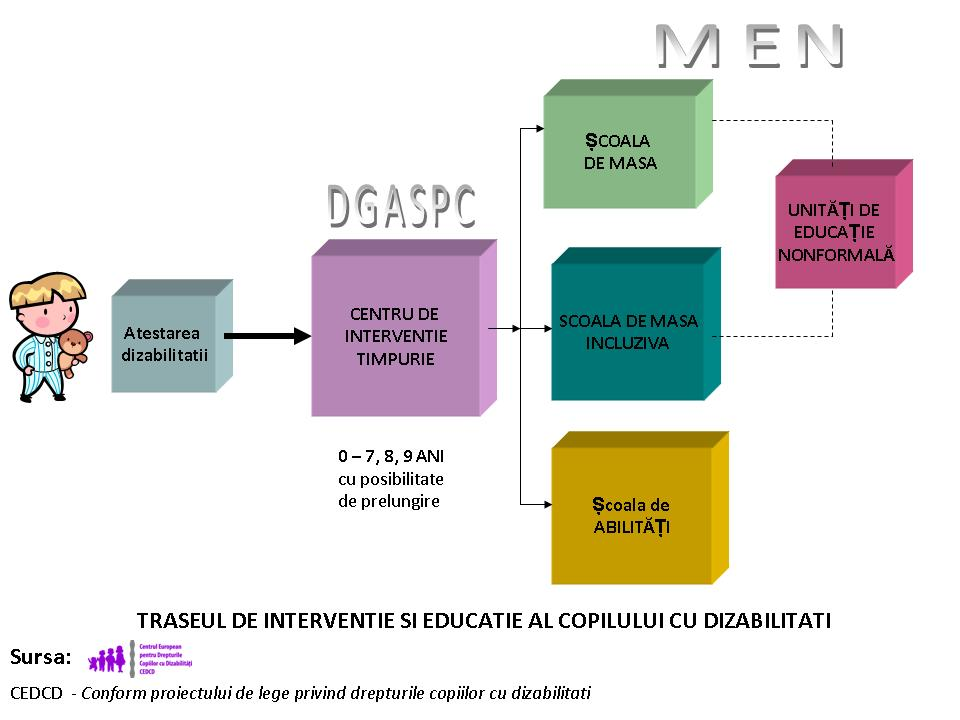 M E N
ȘCOALA
DE MASA
DGASPC
UNITĂȚI DE
EDUCAȚIE
NONFORMALĂ
Atestarea
dizabilitatii
CENTRU DE
INTERVENTIE
TIMPURIE
SCOALA DE MASA
INCLUZIVA
0 – 7, 8, 9 ANI
cu posibilitate
de prelungire
Școala de
ABILITĂȚI
TRASEUL DE INTERVENTIE SI EDUCATIE AL COPILULUI CU DIZABILITATI
Sursa:
Centrul European
pentru Drepturile
Copiilor cu Dizabilități
CEDCD
CEDCD - Conform proiectului de lege privind drepturile copiilor cu dizabilitati